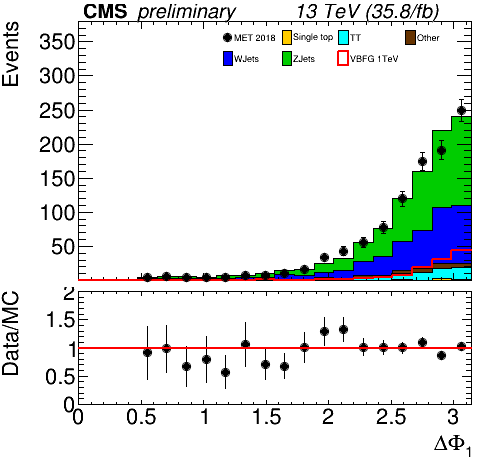 CMS preliminary 13 TeV (35.8/fb)
Events
MET 2018 Single top TT Other
WJets ZJets VBFG 1TeV
350
300
250
200
150
100
50
Data/MC
2
1.5
1
0.5
0
0 0.5 1 1.5 2 2.5 3
ΔΦ₁